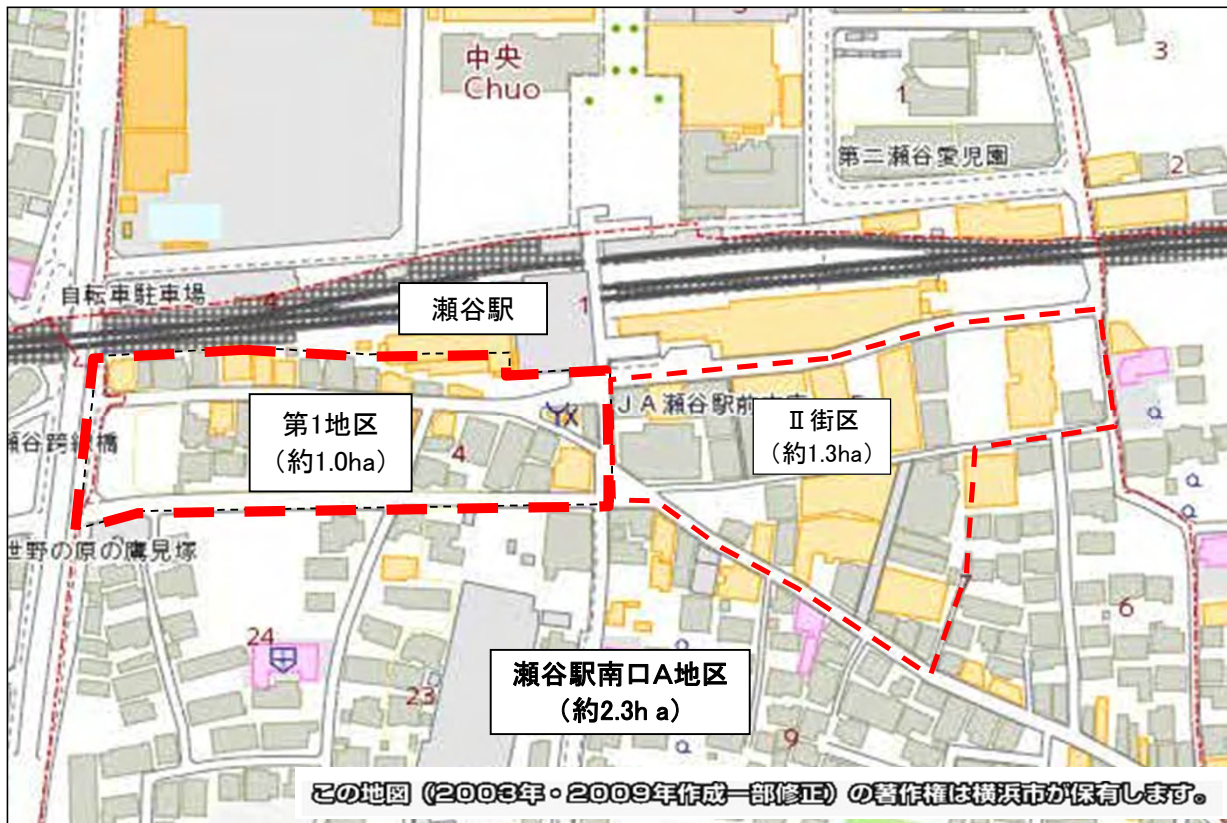 中央
Chuo
3
1
第二瀬谷愛児園
2
自転車駐車場
瀬谷駅
1
瀬谷跨線橋
第1地区
（約1.0ha）
4
JA瀬谷駅前支店
Ⅱ街区
（約1.3ha）
世野の原の鷹見塚
24
23
6
瀬谷駅南口A地区
（約2.3h a）
9
この地図（2003年・2009年作成一部修正）の著作権は横浜市が保有します。